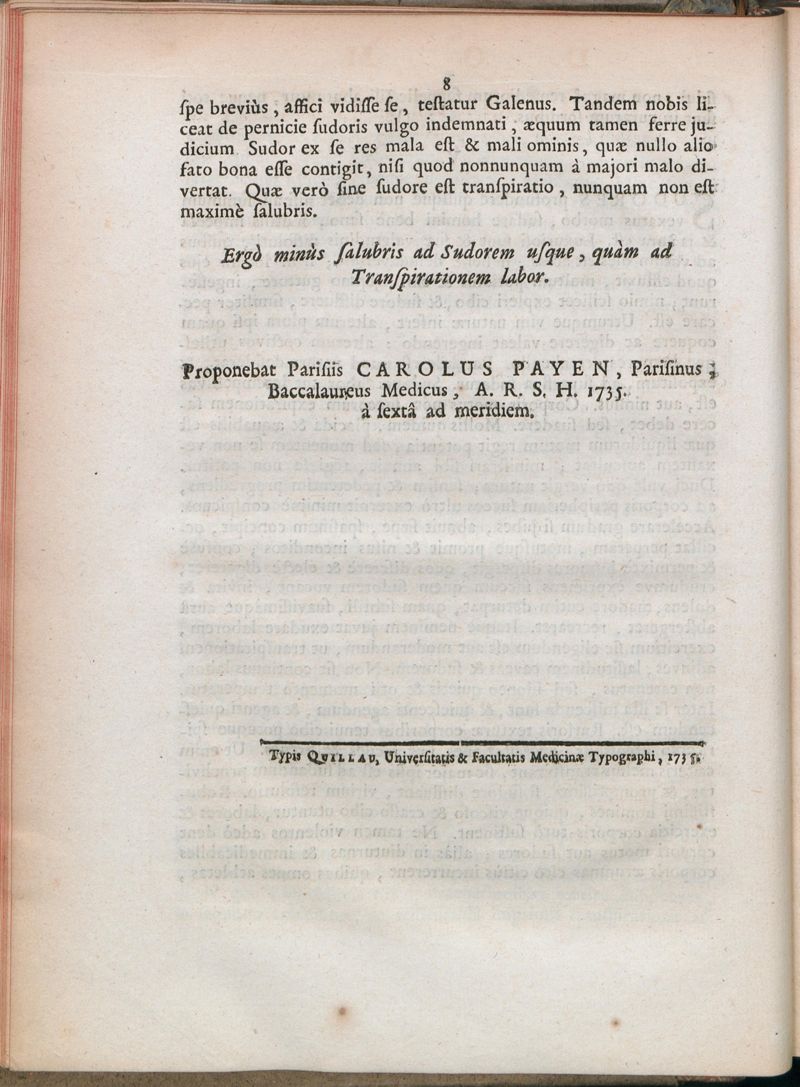 8
ſpe breviùs, affici vidiſſe ſe, teſtatur Galenus. Tandem nobis li-
ceat de pernicie ſudoris vulgo indemnati, æquum tamen ferre ju-
dicium. Sudor ex ſe res mala eſt & mali ominis, quæ nullo alio
fato bona eſſe contigit, niſi quod nonnunquam à majori malo di-
vertat. Quæ verò ſine ſudore eſt tranſpiratio, nunquam non eſt
maximè ſalubris.
Ergò minùs ſalubris ad Sudorem uſque, quàm ad
Tranſpirationem labor.
Proponebat Pariſiis CAROLUS PAYEN, Pariſinus;
Baccalaureus Medicus, A. R. S. H. 1735.
à ſextâ ad meridiem.
Typis QUILLAU, Univerſitatis & Facultatis Medicinæ Typographi, 1735.